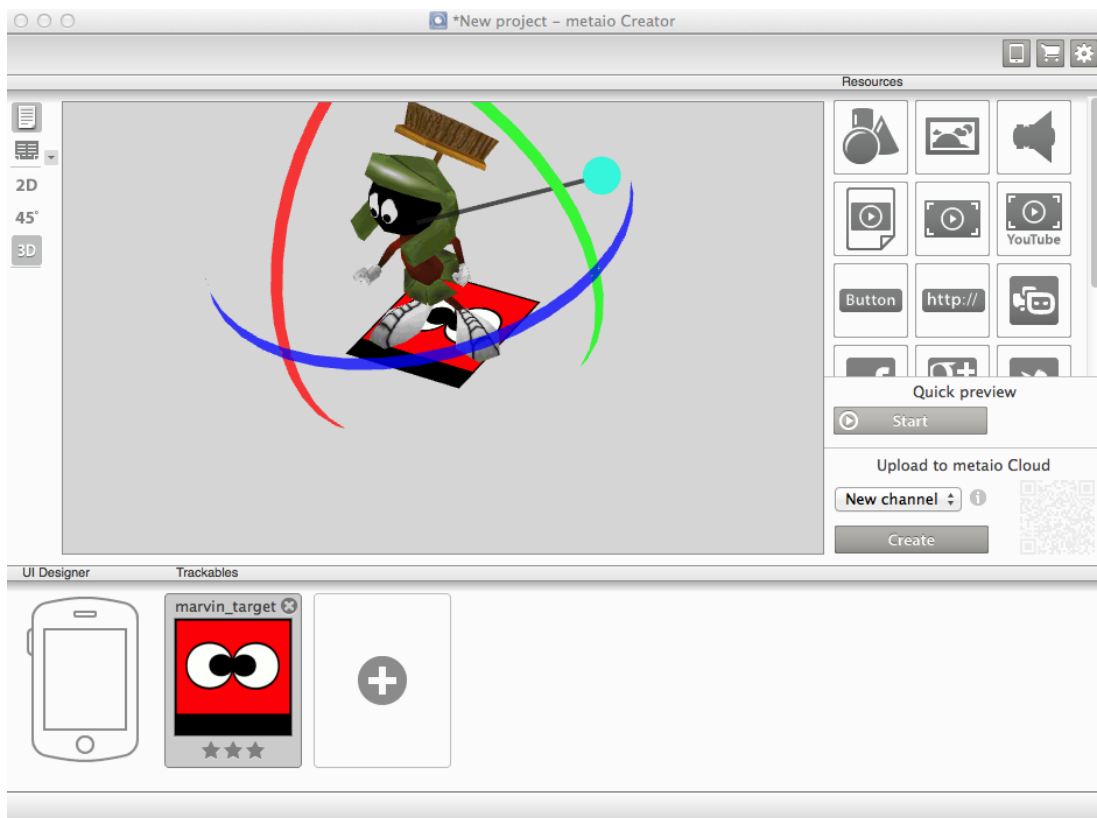 *New project – metaio Creator
Resources
2D
45°
3D
YouTube
Button
http://
Quick preview
Start
Upload to metaio Cloud
New channel
Create
UI Designer
Trackables
marvin_target